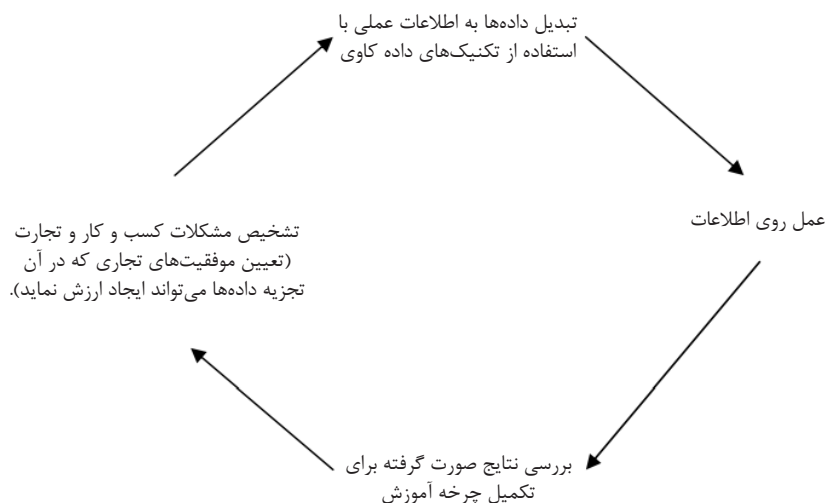 تبدیل داده‌ها به اطلاعات عملی با
استفاده از تکنیک‌های داده کاوی
عمل روی اطلاعات
تشخیص مشکلات کسب و کار و تجارت
(تعیین موفقیت‌های تجاری که در آن
تجزیه داده‌ها می‌تواند ایجاد ارزش نماید).
بررسی نتایج صورت گرفته برای
تکمیل چرخه آموزش